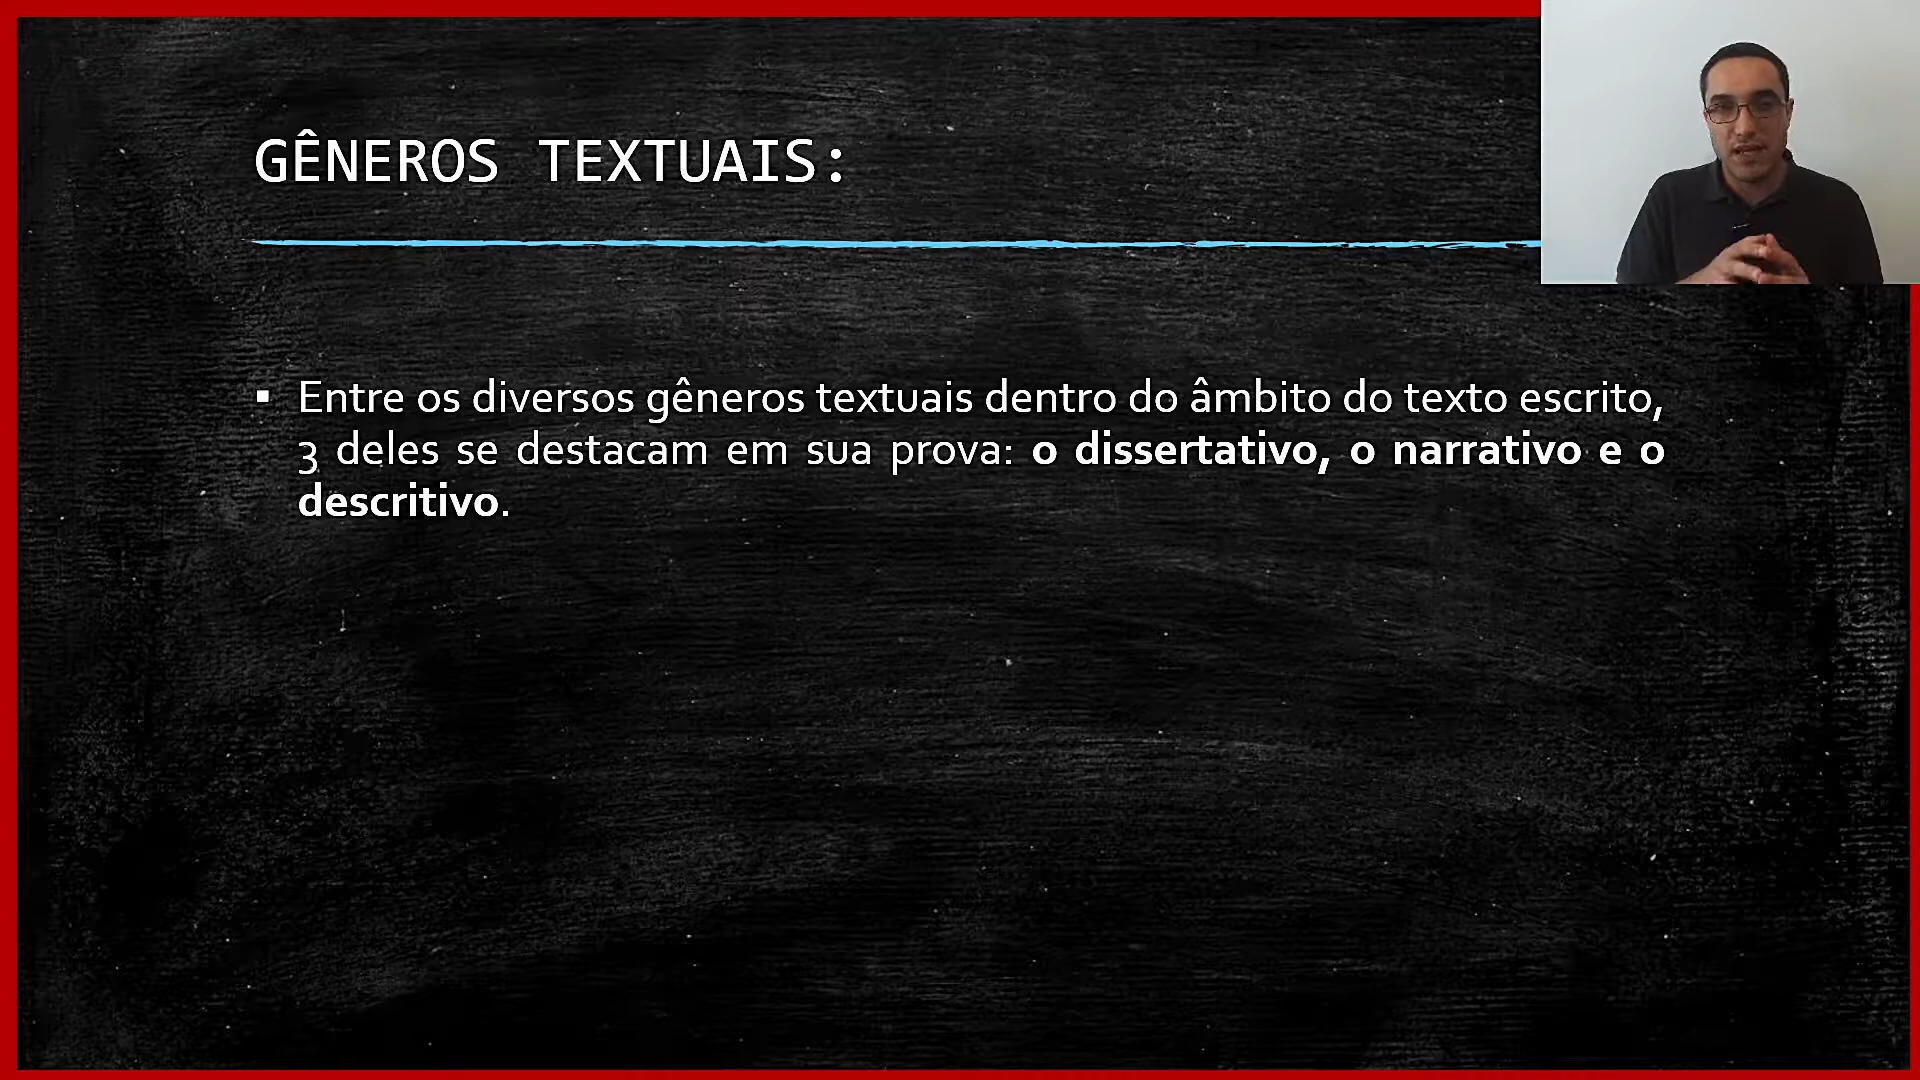 GÊNEROS TEXTUAIS:
▪ Entre os diversos gêneros textuais dentro do âmbito do texto escrito,
3 deles se destacam em sua prova: o dissertativo, o narrativo e o
descritivo.